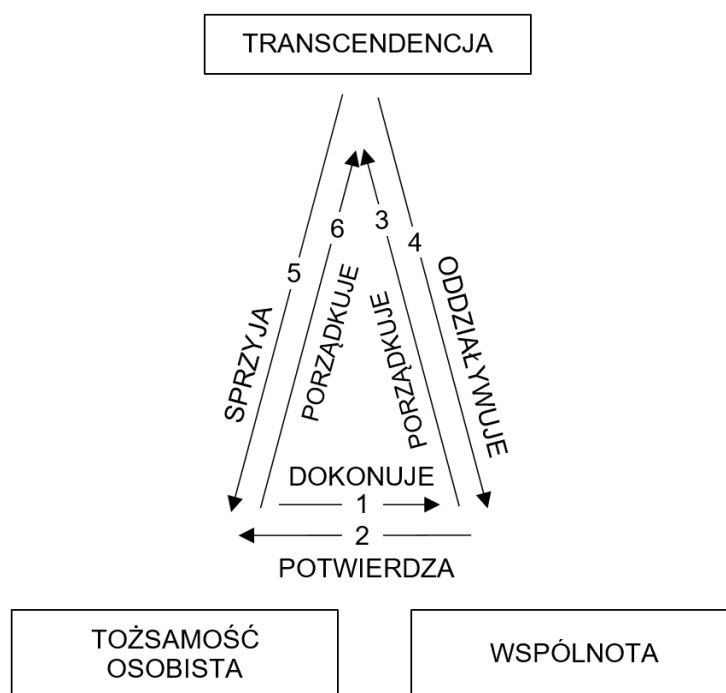 TRANSCENDENCJA
6
3
4
5
ODDZIAŁYWUJE
SPRZYJA
PORZĄDKUJE
PORZĄDKUJE
DOKONUJE
1
2
POTWIERDZA
TOŻSAMOŚĆ
OSOBISTA
WSPÓLNOTA